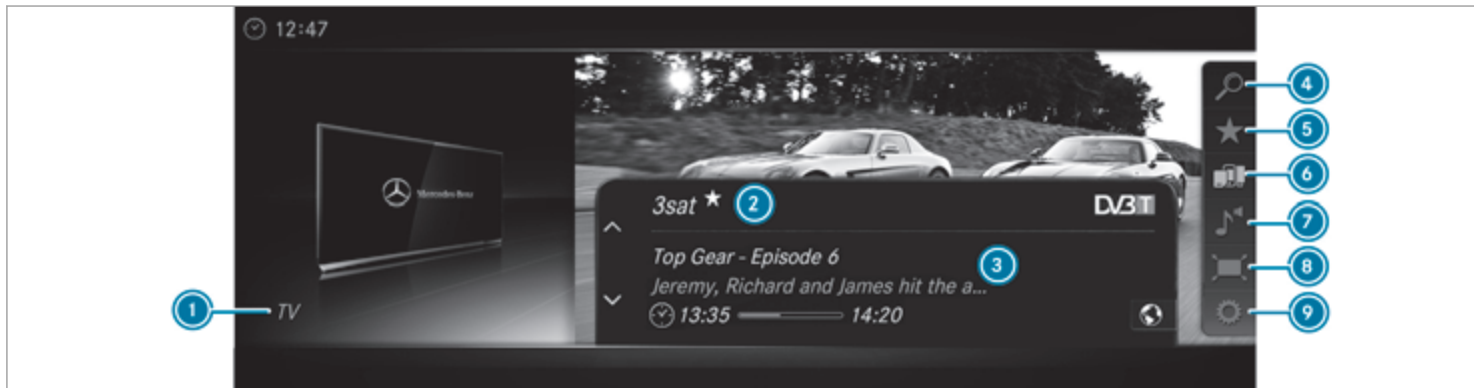 12:47
Mercedes-Benz
TV
1
3sat ★ 2
DVB T
Top Gear - Episode 6 3
Jeremy, Richard and James hit the a...
13:35 14:20
4
5
6
7
8
9